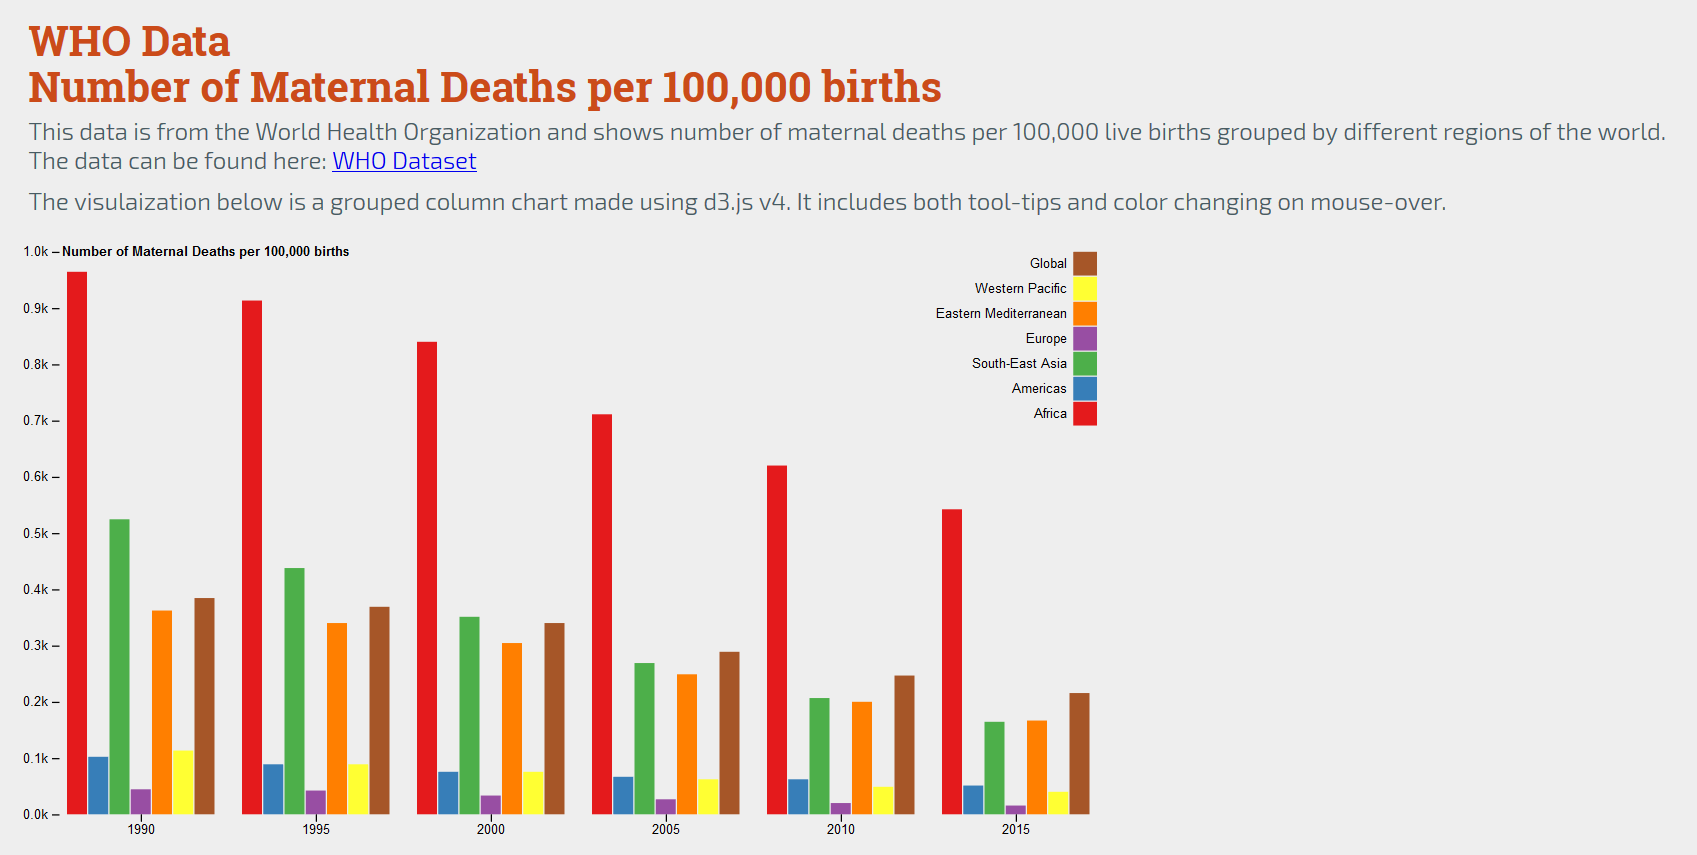 WHO Data
Number of Maternal Deaths per 100,000 births
This data is from the World Health Organization and shows number of maternal deaths per 100,000 live births grouped by different regions of the world.
The data can be found here: WHO Dataset
The visulaization below is a grouped column chart made using d3.js v4. It includes both tool-tips and color changing on mouse-over.
1.0k
Number of Maternal Deaths per 100,000 births
0.9k
0.8k
0.7k
0.6k
0.5k
0.4k
0.3k
0.2k
0.1k
0.0k
Global
Western Pacific
Eastern Mediterranean
Europe
South-East Asia
Americas
Africa
1990 1995 2000 2005 2010 2015